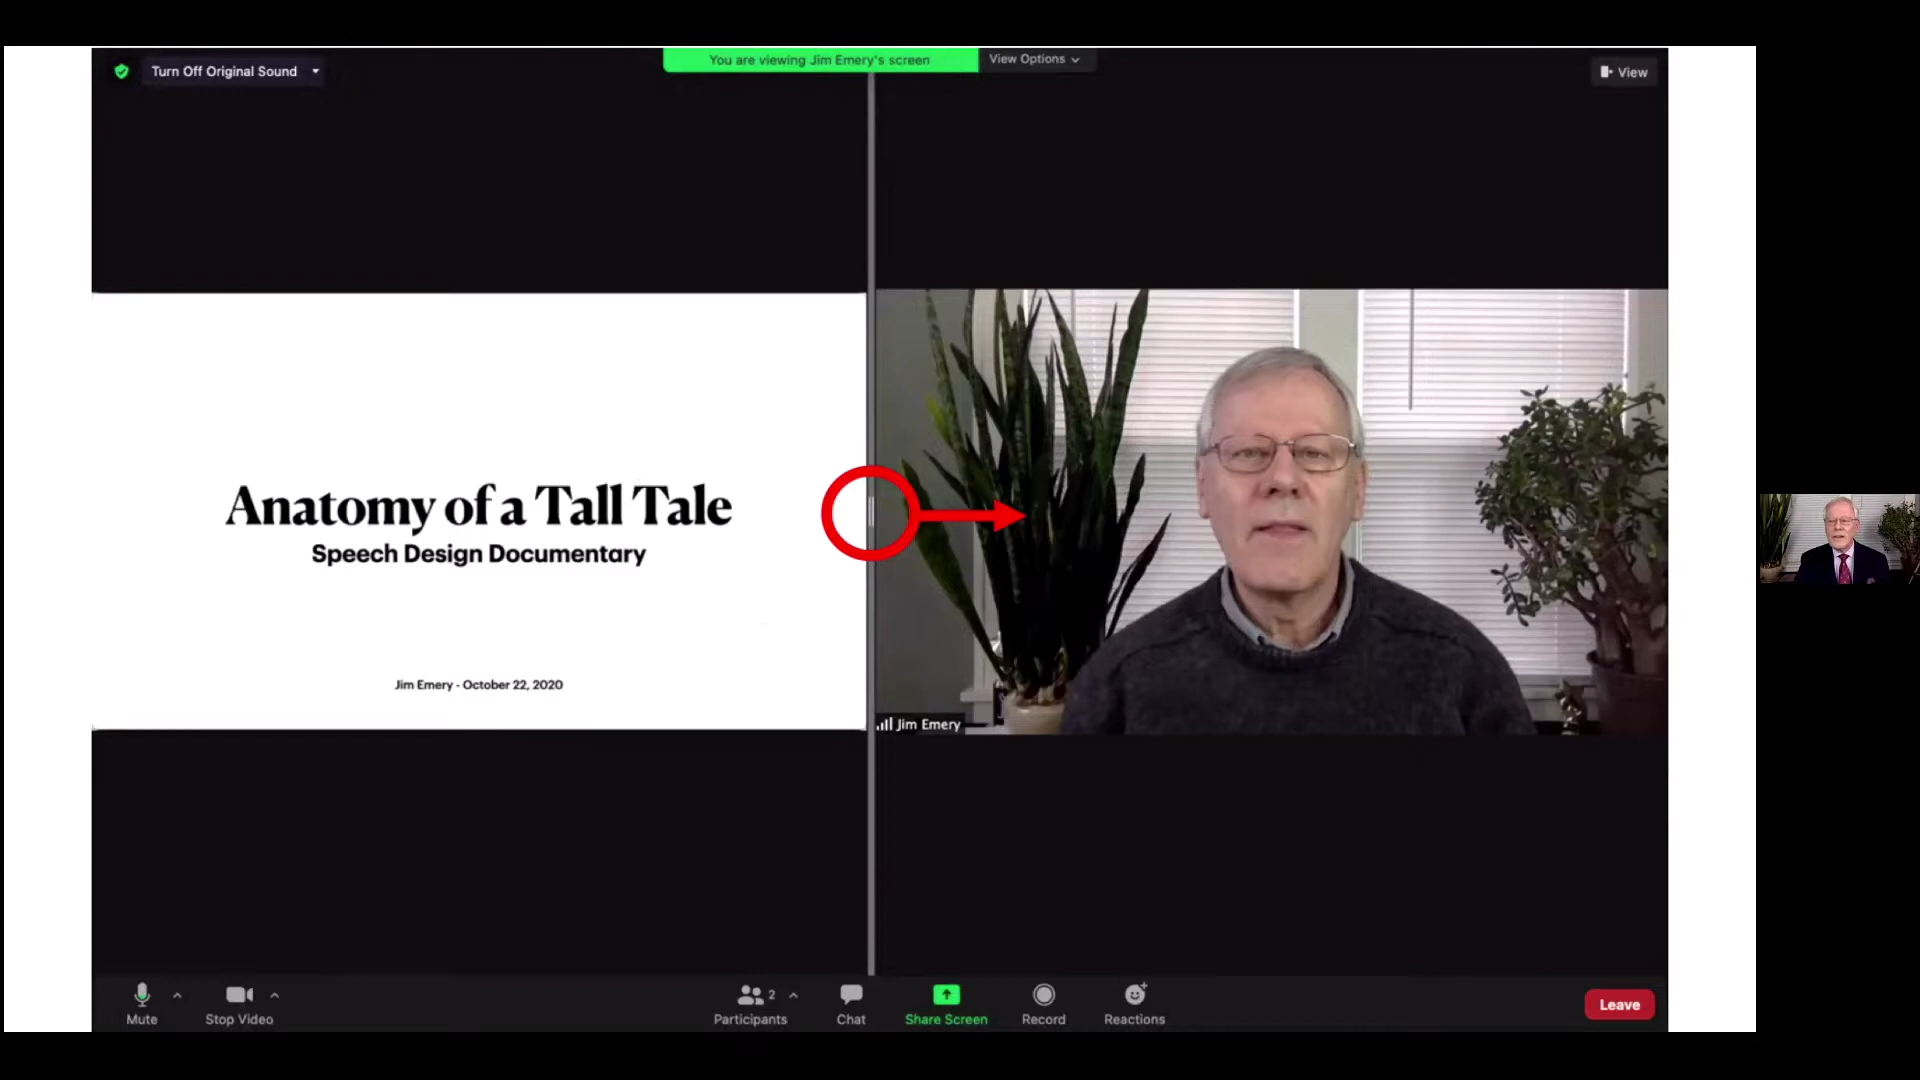 Turn Off Original Sound
You are viewing Jim Emery's screen
View Options
View
Anatomy of a Tall Tale
Speech Design Documentary
Jim Emery - October 22, 2020
Jim Emery
Mute
Stop Video
2
Participants
Chat
Share Screen
Record
Reactions
Leave